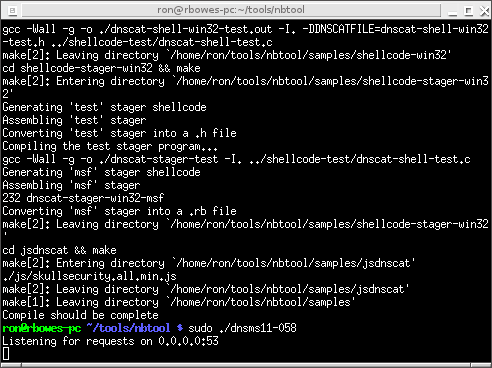 ron@rbowes-pc:~/tools/nbtool
gcc -Wall -g -o ./dnscat-shell-win32-test.out -I. -DDNSCATFILE=dnscat-shell-win32
-test.h ../shellcode-test/dnscat-shell-test.c
make[2]: Leaving directory `/home/ron/tools/nbtool/samples/shellcode-win32'
cd shellcode-stager-win32 && make
make[2]: Entering directory `/home/ron/tools/nbtool/samples/shellcode-stager-win3
2'
Generating 'test' stager shellcode
Assembling 'test' stager
Converting 'test' stager into a .h file
Compiling the test stager program...
gcc -Wall -g -o ./dnscat-stager-test -I. ../shellcode-test/dnscat-shell-test.c
Generating 'msf' stager shellcode
Assembling 'msf' stager
232 dnscat-stager-win32-msf
Converting 'msf' stager into a .rb file
make[2]: Leaving directory `/home/ron/tools/nbtool/samples/shellcode-stager-win32
'
cd jsdnscat && make
make[2]: Entering directory `/home/ron/tools/nbtool/samples/jsdnscat'
./js/skullsecurity.all.min.js
make[2]: Leaving directory `/home/ron/tools/nbtool/samples/jsdnscat'
make[1]: Leaving directory `/home/ron/tools/nbtool/samples'
Compile should be complete
ron@rbowes-pc ~/tools/nbtool $ sudo ./dnsms11-058
Listening for requests on 0.0.0.0:53